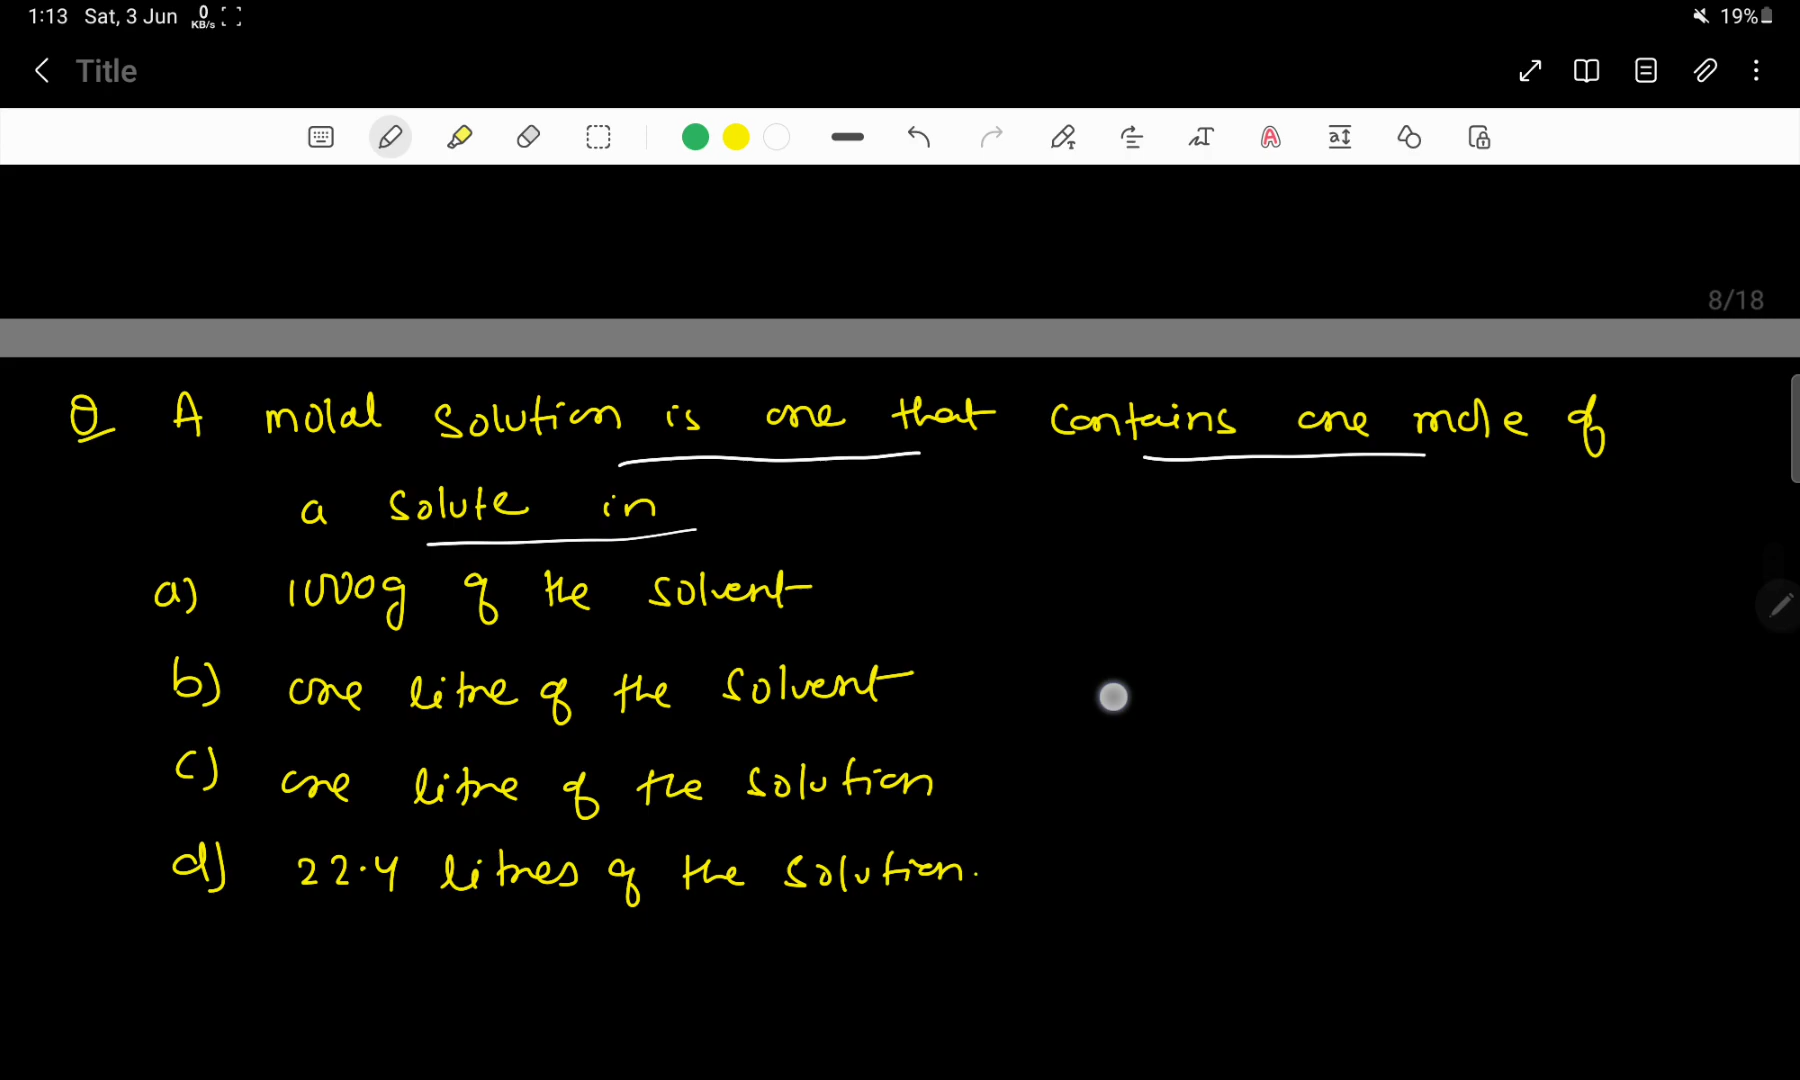 1:13 Sat, 3 Jun 0 KB/s 19%
Title
8/18
Q A molal solution is one that contains one mole of
a solute in
a) 1000g of the solvent
b) one litre of the solvent
c) one litre of the solution
d) 22.4 litres of the solution.